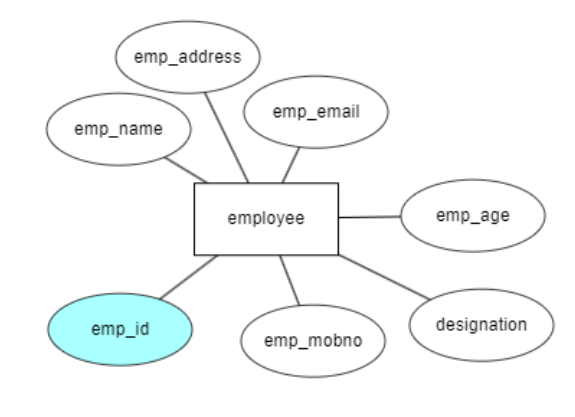 emp_address
emp_email
emp_name
employee
emp_age
emp_id
emp_mobno
designation